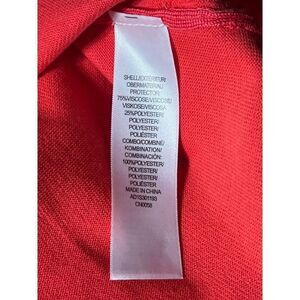 SHELL/EXTÉRIEUR/
OBERMATERIAL/
PROTECTOR:
75%VISCOSE/VISCOSE/
VISKOSE/VISCOSA
25%POLYESTER/
POLYESTER/
POLYESTER/
POLIÉSTER
COMBO/COMBINÉ/
KOMBINATION/
COMBINACIÓN:
100%POLYESTER/
POLYESTER/
POLYESTER/
POLIÉSTER
MADE IN CHINA
AD1S301193
CN0058